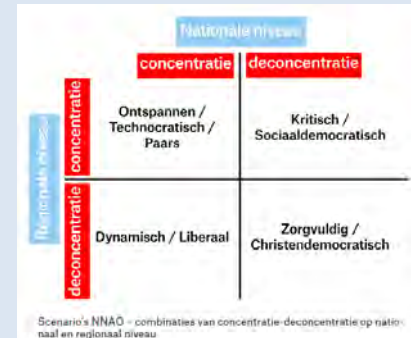 Nationale niveau
concentratie deconcentratie
Regionale niveau
concentratie
Ontspannen /
Technocratisch /
Paars
Kritisch /
Sociaaldemocratisch
deconcentratie
Dynamisch / Liberaal
Zorgvuldig /
Christendemocratisch
Scenario's NNAO – combinaties van concentratie-deconcentratie op natio-
naal en regionaal niveau